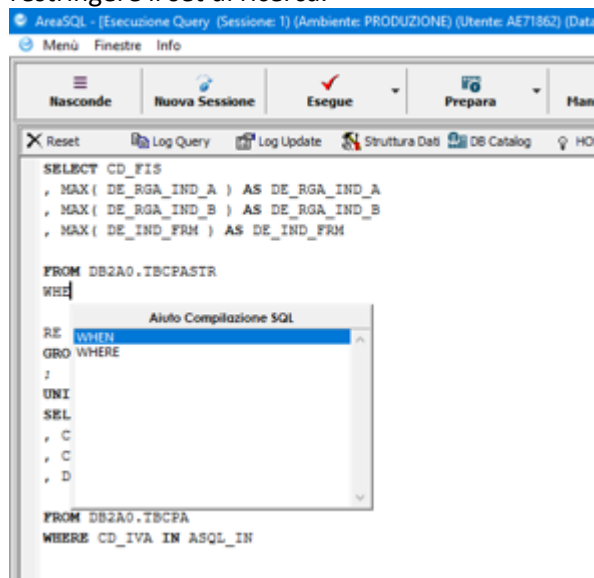 restringere il set di ricerca.
AreaSQL - [Esecuzione Query (Sessione: 1) (Ambiente: PRODUZIONE) (Utente: AE71862) (Data
Menù Finestre Info
Nasconde Nuova Sessione Esegue Prepara Man
Reset Log Query Log Update Struttura Dati DB Catalog HO
SELECT CD_FIS
, MAX( DE_RGA_IND_A ) AS DE_RGA_IND_A
, MAX( DE_RGA_IND_B ) AS DE_RGA_IND_B
, MAX( DE_IND_FRM ) AS DE_IND_FRM
FROM DB2A0.TBCPASTR
WHE
Aiuto Compilazione SQL
RE WHEN
GRO WHERE
;
UNI
SEL
, C
, C
, D
FROM DB2A0.TBCPA
WHERE CD_IVA IN ASQL_IN